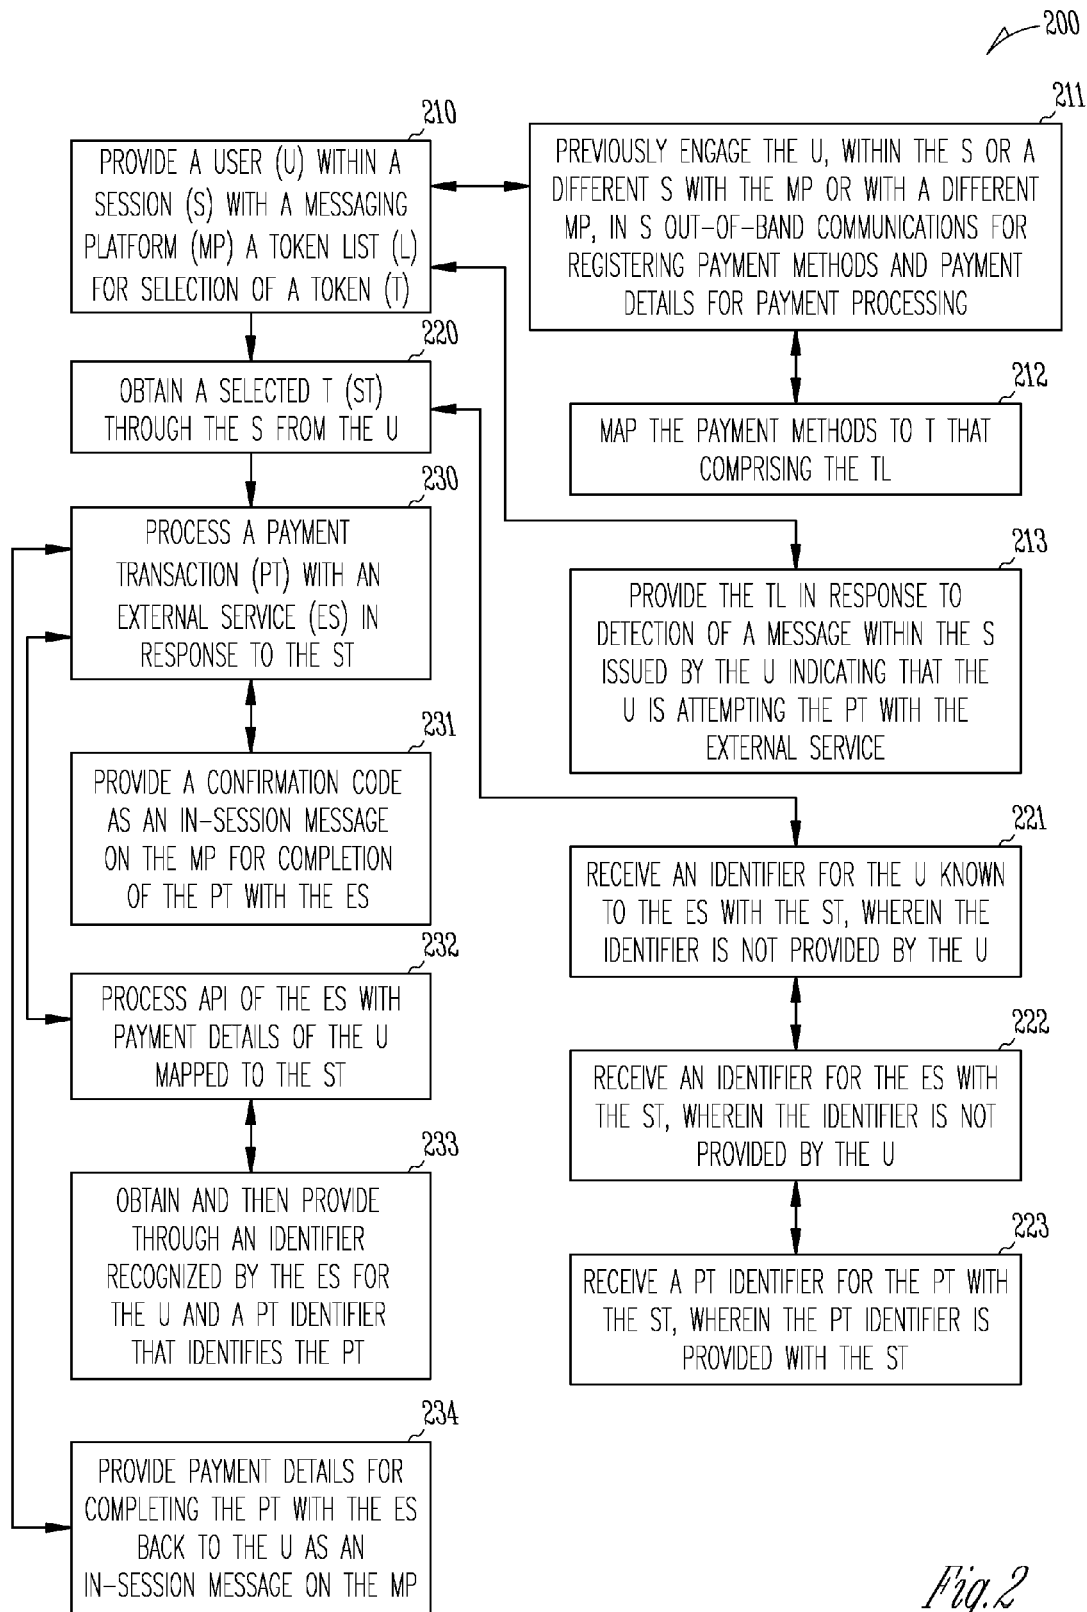 200
210
PROVIDE A USER (U) WITHIN A
SESSION (S) WITH A MESSAGING
PLATFORM (MP) A TOKEN LIST (L)
FOR SELECTION OF A TOKEN (T)
211
PREVIOUSLY ENGAGE THE U, WITHIN THE S OR A
DIFFERENT S WITH THE MP OR WITH A DIFFERENT
MP, IN S OUT-OF-BAND COMMUNICATIONS FOR
REGISTERING PAYMENT METHODS AND PAYMENT
DETAILS FOR PAYMENT PROCESSING
220
OBTAIN A SELECTED T (ST)
THROUGH THE S FROM THE U
212
MAP THE PAYMENT METHODS TO T THAT
COMPRISING THE TL
230
PROCESS A PAYMENT
TRANSACTION (PT) WITH AN
EXTERNAL SERVICE (ES) IN
RESPONSE TO THE ST
213
PROVIDE THE TL IN RESPONSE TO
DETECTION OF A MESSAGE WITHIN THE S
ISSUED BY THE U INDICATING THAT THE
U IS ATTEMPTING THE PT WITH THE
EXTERNAL SERVICE
231
PROVIDE A CONFIRMATION CODE
AS AN IN-SESSION MESSAGE
ON THE MP FOR COMPLETION
OF THE PT WITH THE ES
221
RECEIVE AN IDENTIFIER FOR THE U KNOWN
TO THE ES WITH THE ST, WHEREIN THE
IDENTIFIER IS NOT PROVIDED BY THE U
232
PROCESS API OF THE ES WITH
PAYMENT DETAILS OF THE U
MAPPED TO THE ST
222
RECEIVE AN IDENTIFIER FOR THE ES WITH
THE ST, WHEREIN THE IDENTIFIER IS NOT
PROVIDED BY THE U
233
OBTAIN AND THEN PROVIDE
THROUGH AN IDENTIFIER
RECOGNIZED BY THE ES FOR
THE U AND A PT IDENTIFIER
THAT IDENTIFIES THE PT
223
RECEIVE A PT IDENTIFIER FOR THE PT WITH
THE ST, WHEREIN THE PT IDENTIFIER IS
PROVIDED WITH THE ST
234
PROVIDE PAYMENT DETAILS FOR
COMPLETING THE PT WITH THE ES
BACK TO THE U AS AN
IN-SESSION MESSAGE ON THE MP
Fig.2